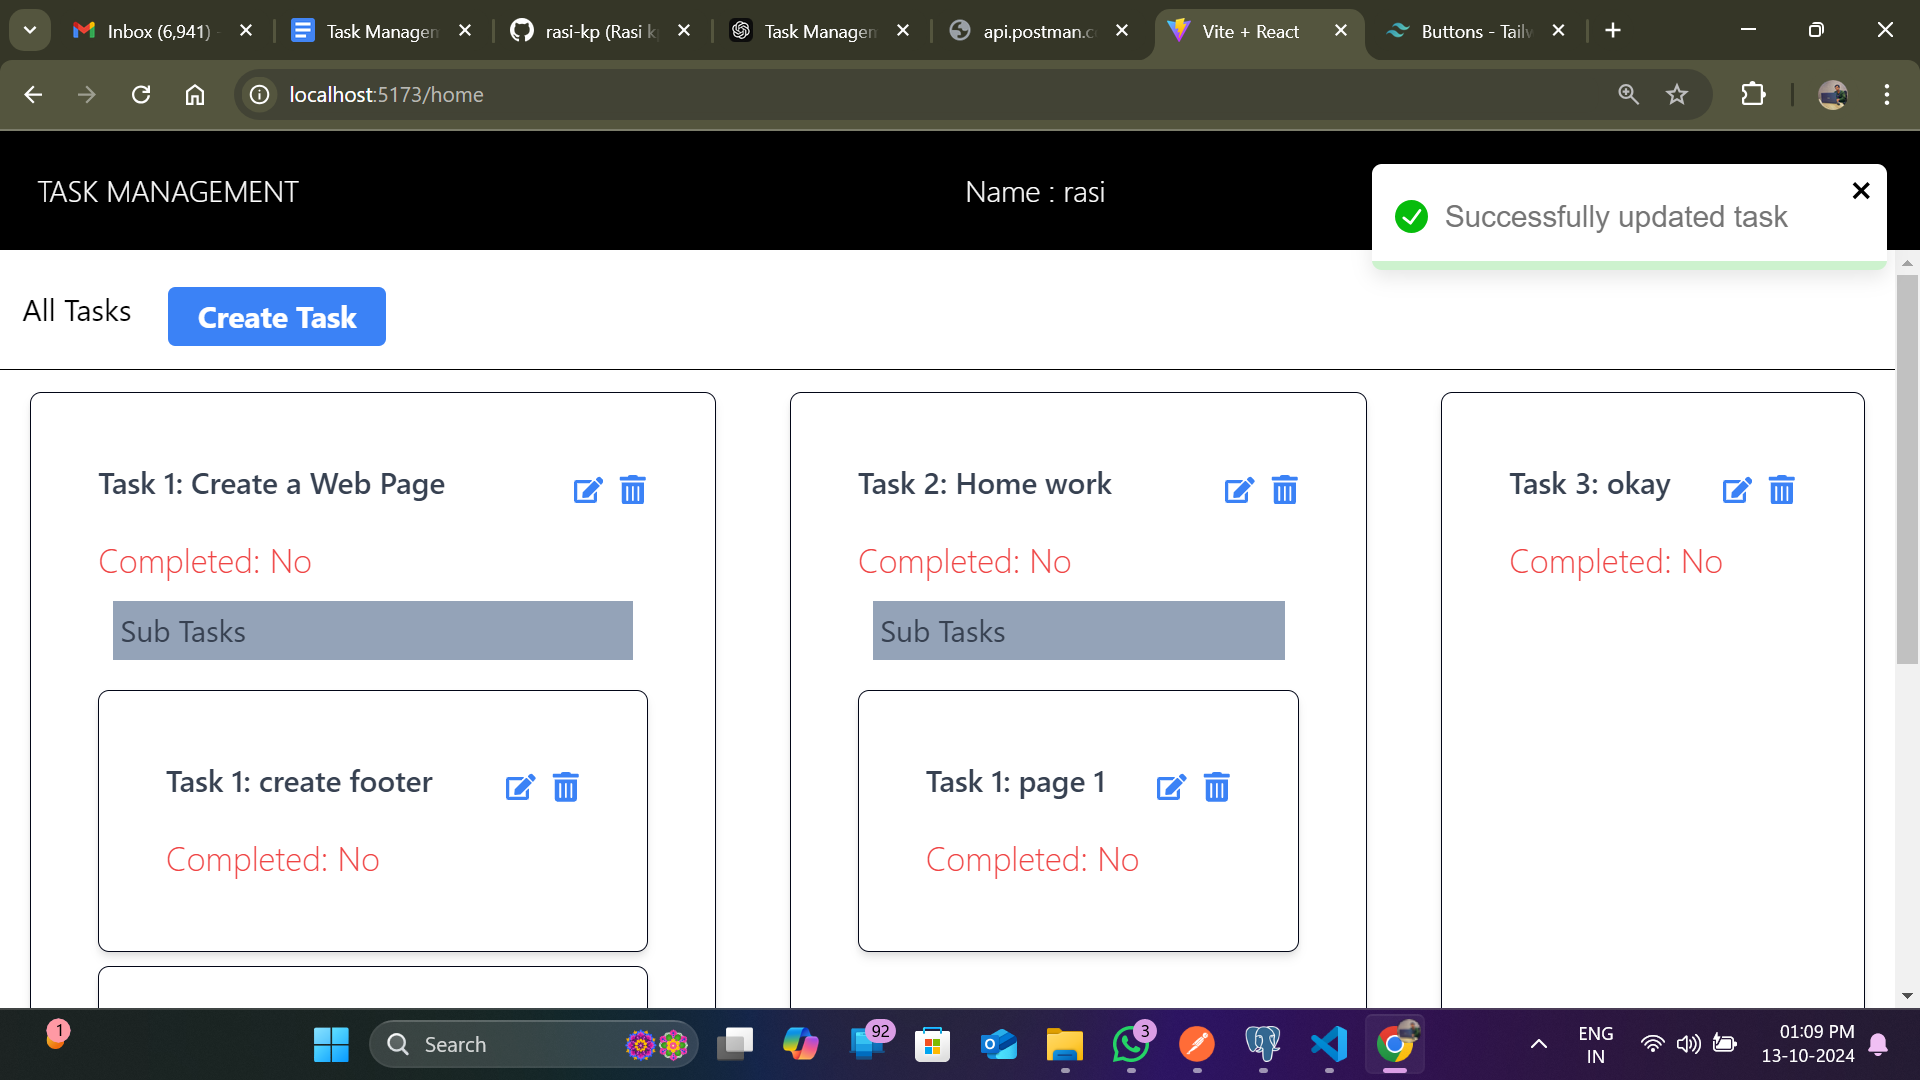 Inbox (6,941)
Task Managem
rasi-kp (Rasi k
Task Managem
api.postman.c
Vite + React
Buttons - Tailw
localhost:5173/home
TASK MANAGEMENT
Name : rasi
Successfully updated task
All Tasks
Create Task
Task 1: Create a Web Page
Completed: No
Sub Tasks
Task 1: create footer
Completed: No
Task 2: Home work
Completed: No
Sub Tasks
Task 1: page 1
Completed: No
Task 3: okay
Completed: No
1
Search
92
3
ENG
IN
01:09 PM
13-10-2024